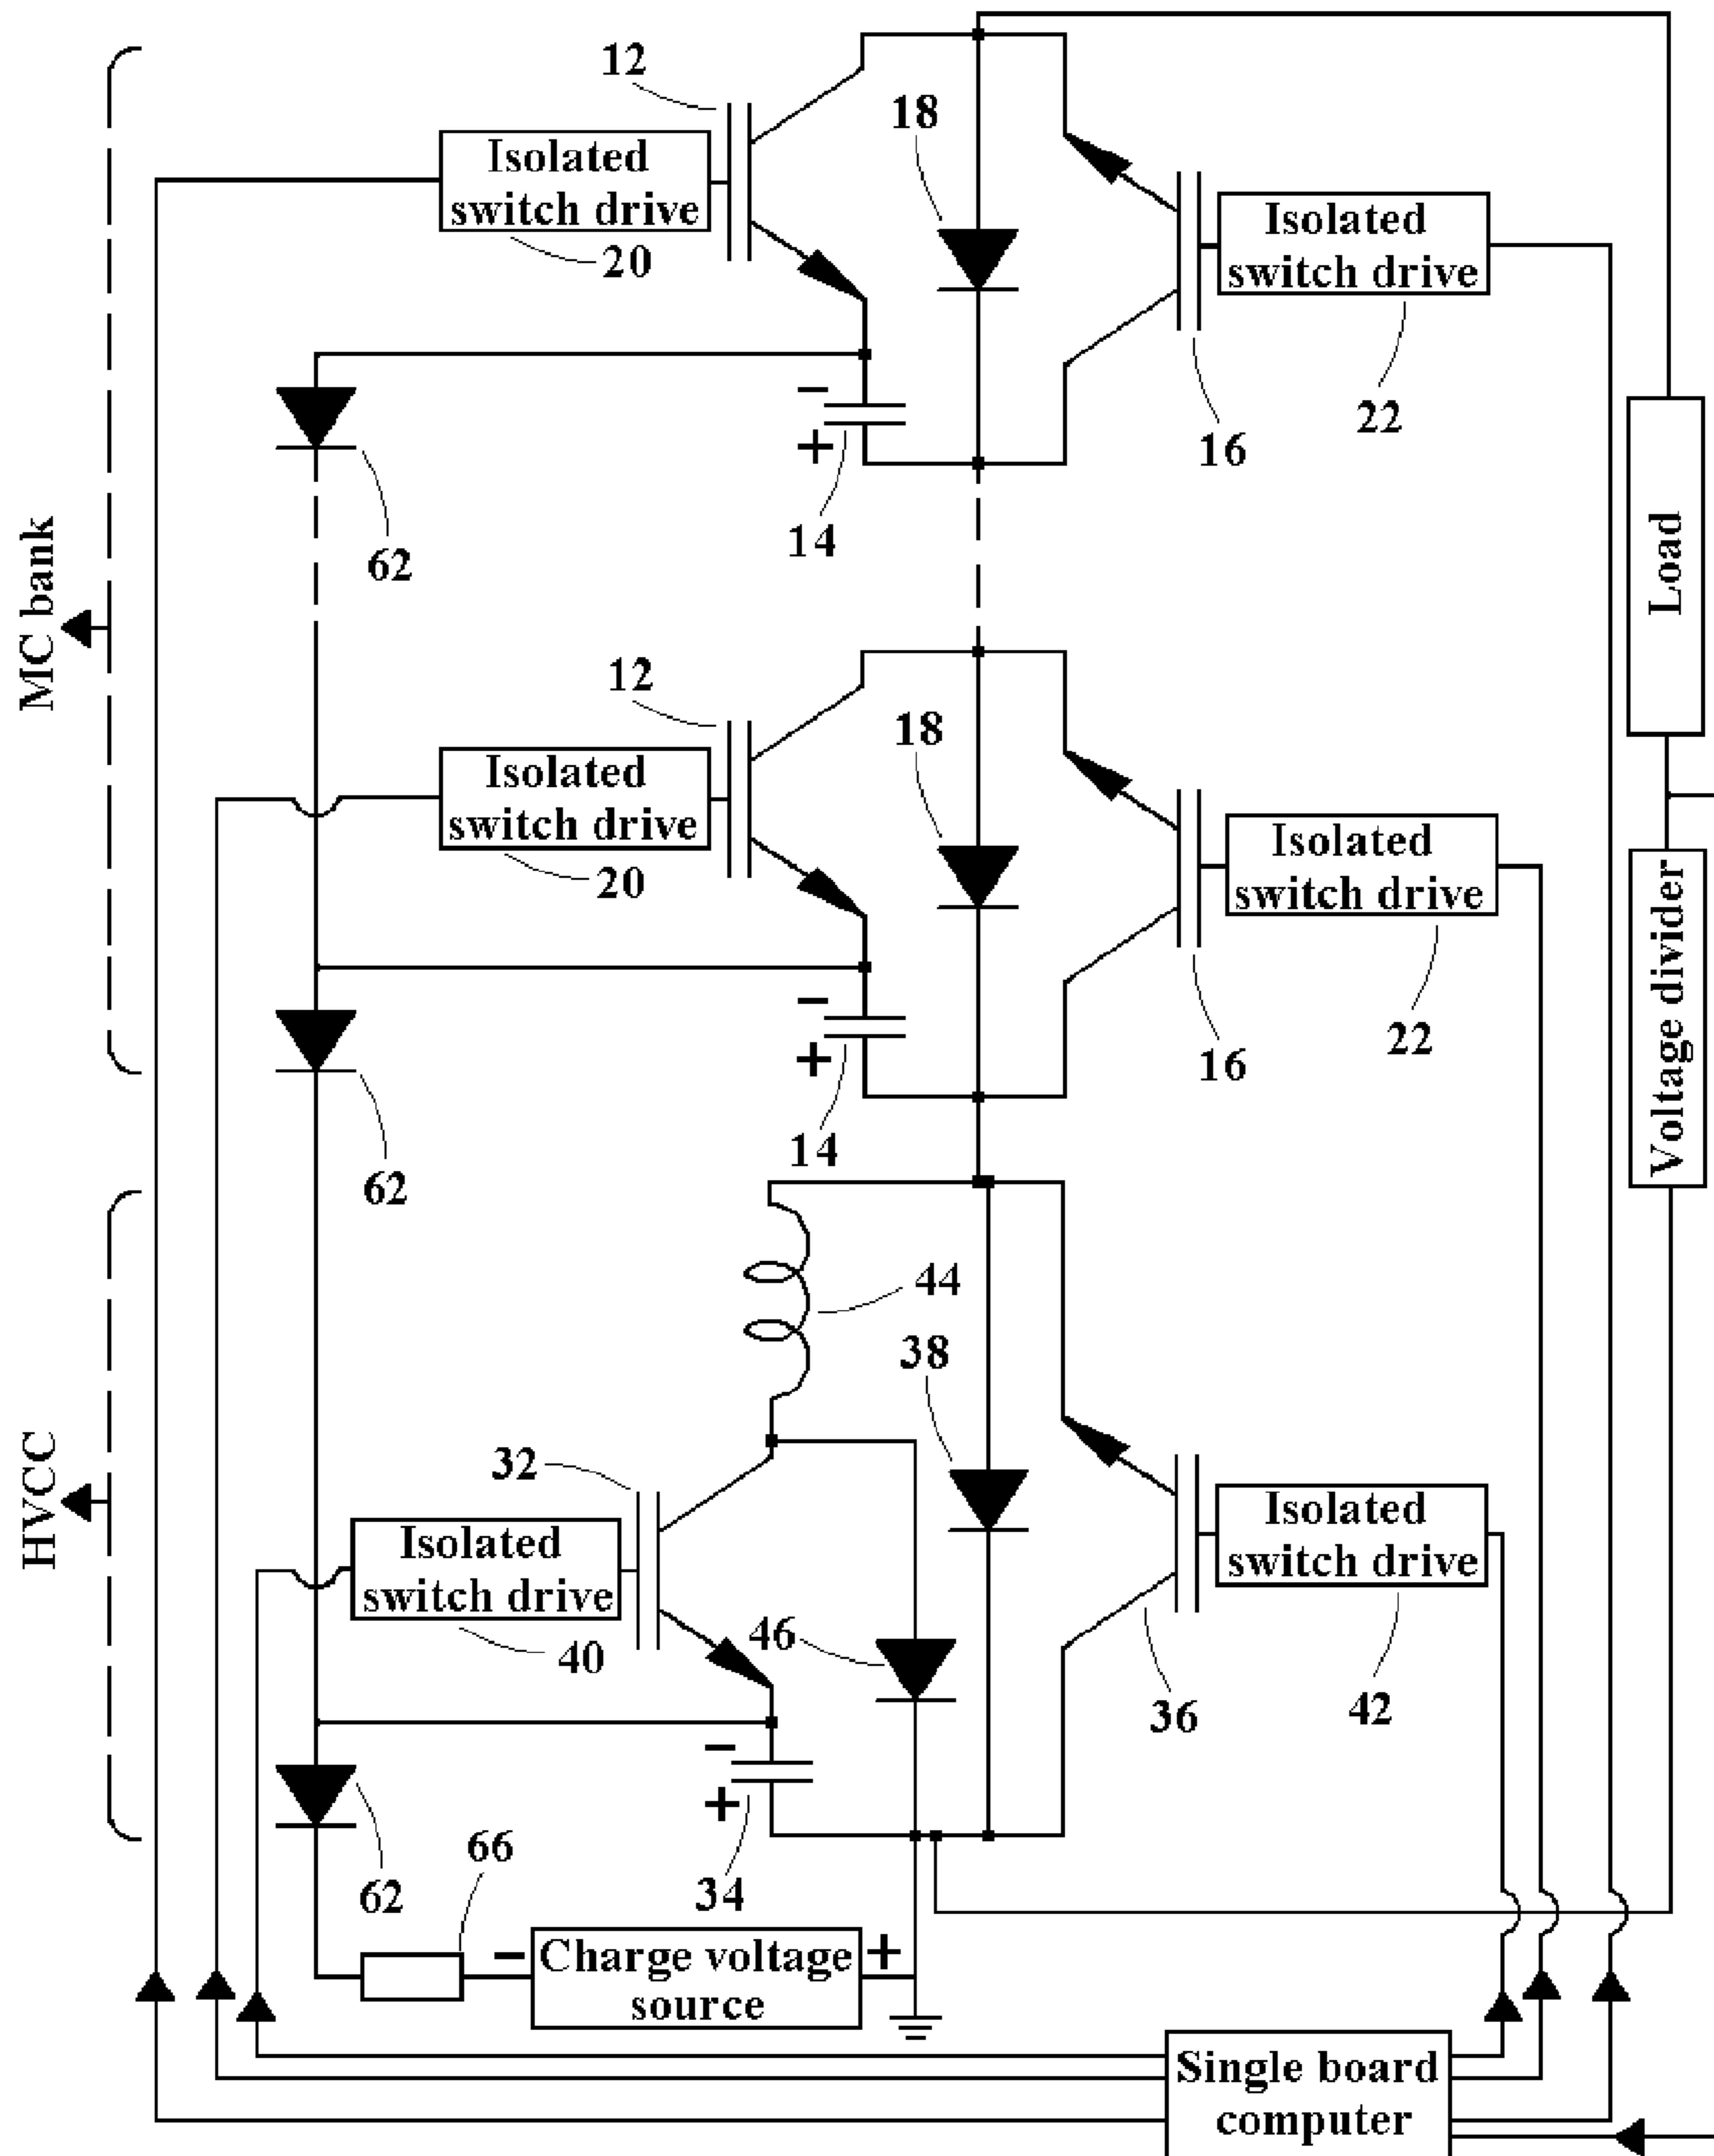 12
18
Isolated
switch drive
20
Isolated
switch drive
22
16
–
+
14
62
MC bank
Load
12
18
Isolated
switch drive
20
Isolated
switch drive
22
16
–
+
14
62
Voltage divider
44
38
HVCC
32
Isolated
switch drive
40
46
Isolated
switch drive
36
42
–
+
34
62
66
–
Charge voltage
source
+
Single board
computer